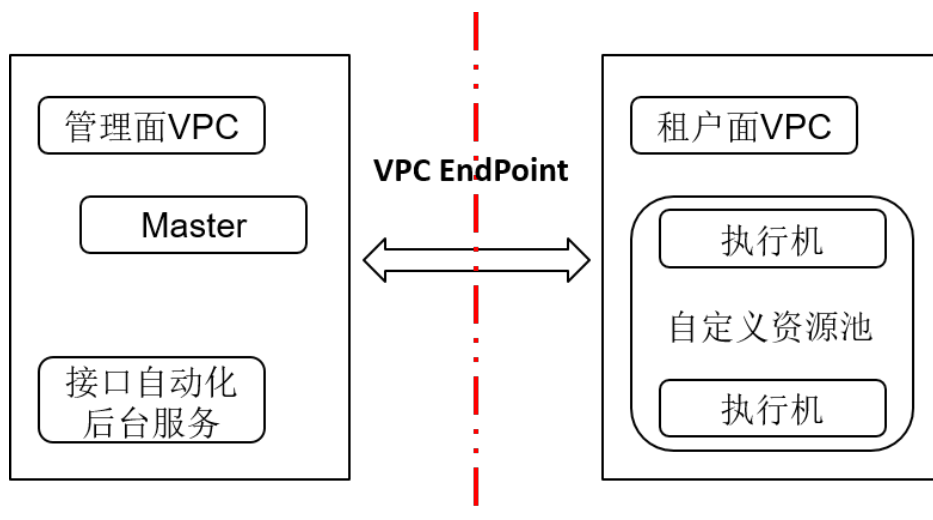 管理面VPC
Master
接口自动化
后台服务
VPC EndPoint
租户面VPC
执行机
自定义资源池
执行机